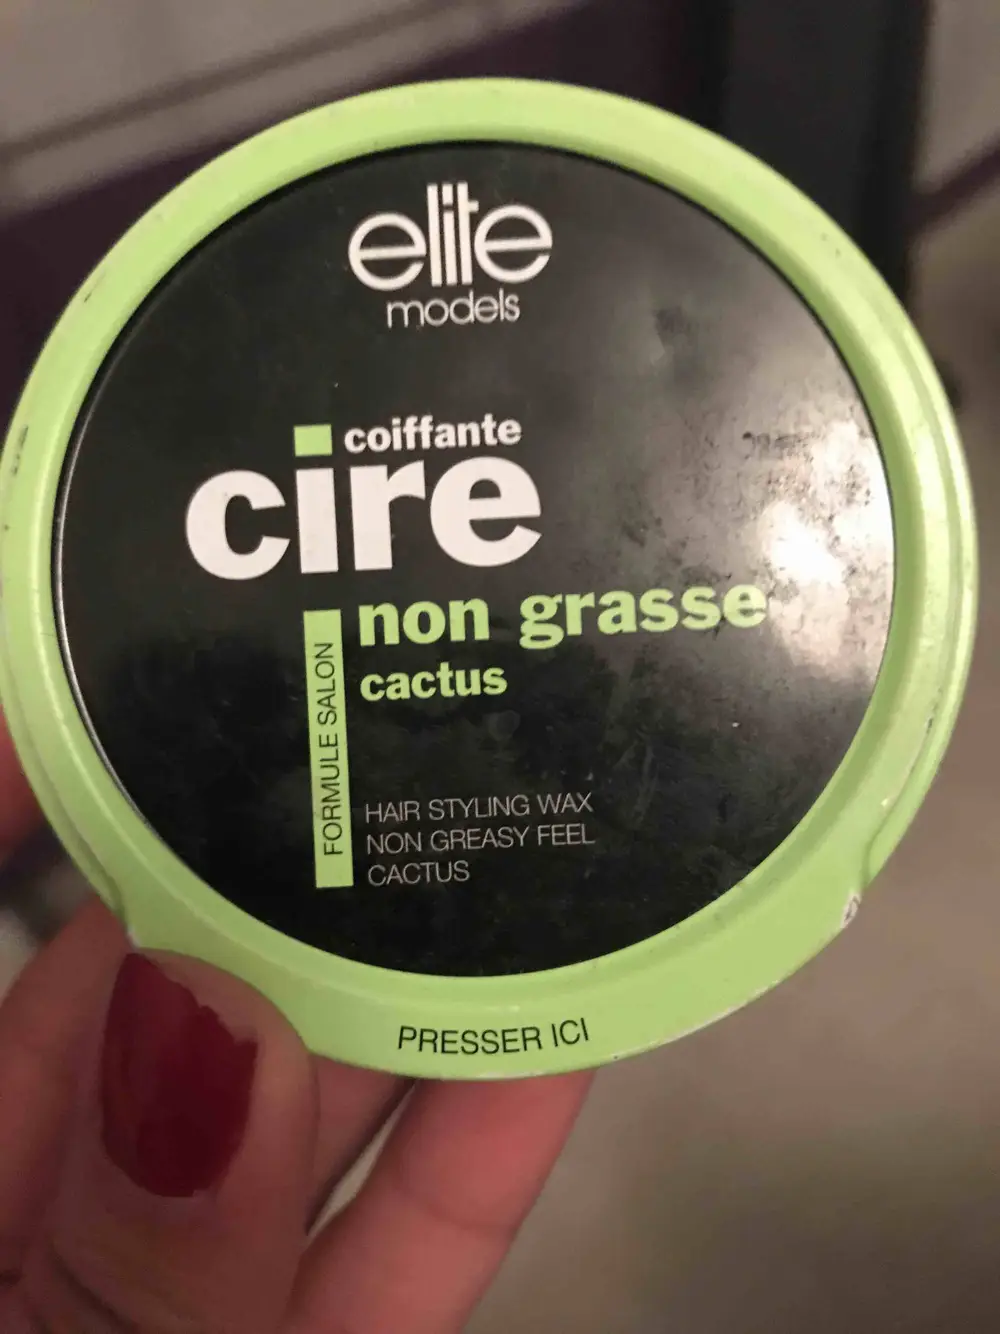 elite
models
coiffante
cire
non grasse
cactus
FORMULE SALON
HAIR STYLING WAX
NON GREASY FEEL
CACTUS
PRESSER ICI